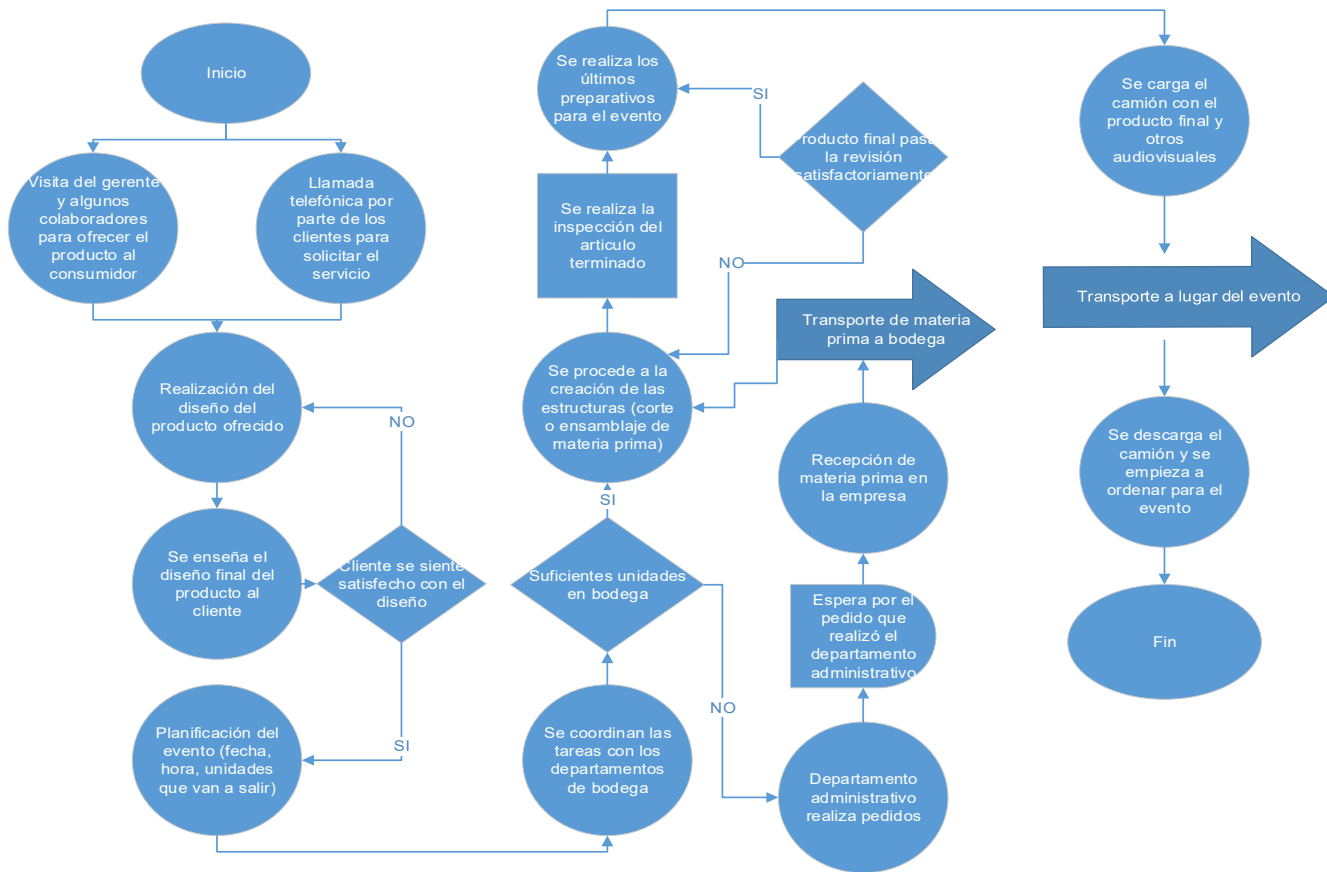 Inicio
Visita del gerente
y algunos
colaboradores
para ofrecer el
producto al
consumidor
Llamada
telefónica por
parte de los
clientes para
solicitar el
servicio
Realización del
diseño del
producto ofrecido
NO
Se enseña el
diseño final del
producto al
cliente
Cliente se siente
satisfecho con el
diseño
SI
Planificación del
evento (fecha,
hora, unidades
que van a salir)
Se coordinan las
tareas con los
departamentos
de bodega
Suficientes unidades
en bodega
SI
NO
Departamento
administrativo
realiza pedidos
Espera por el
pedido que
realizó el
departamento
administrativo
Recepción de
materia prima en
la empresa
Transporte de materia
prima a bodega
Se procede a la
creación de las
estructuras (corte
o ensamblaje de
materia prima)
Se realiza la
inspección del
articulo
terminado
Producto final pasa
la revisión
satisfactoriamente
SI
NO
Se realiza los
últimos
preparativos
para el evento
Se carga el
camión con el
producto final y
otros
audiovisuales
Transporte a lugar del evento
Se descarga el
camión y se
empieza a
ordenar para el
evento
Fin